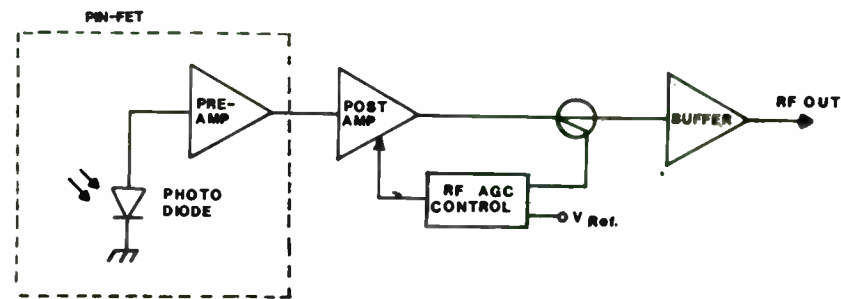 PIN-FET
PRE-
AMP
POST
AMP
BUFFER
RF OUT
PHOTO
DIODE
RF AGC
CONTROL
V Ref.